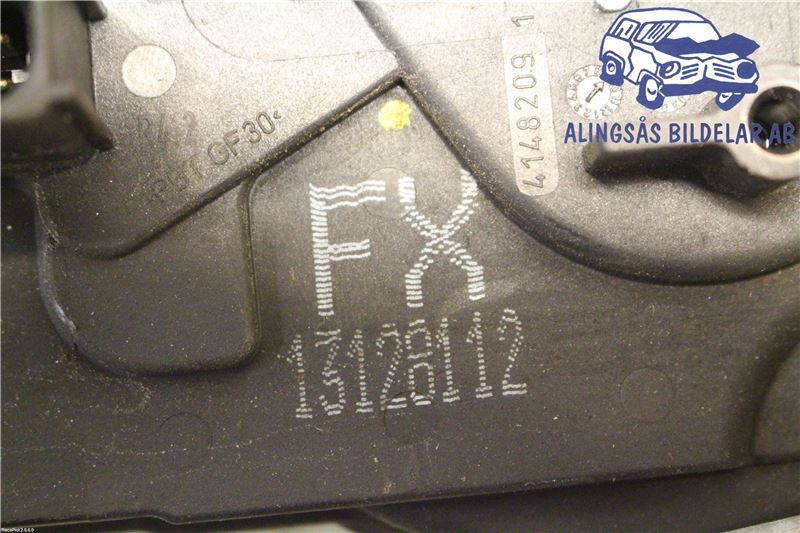 4148209 1
ALINGSÅS BILDELAR AB
PBT GF30<
FX
13128112